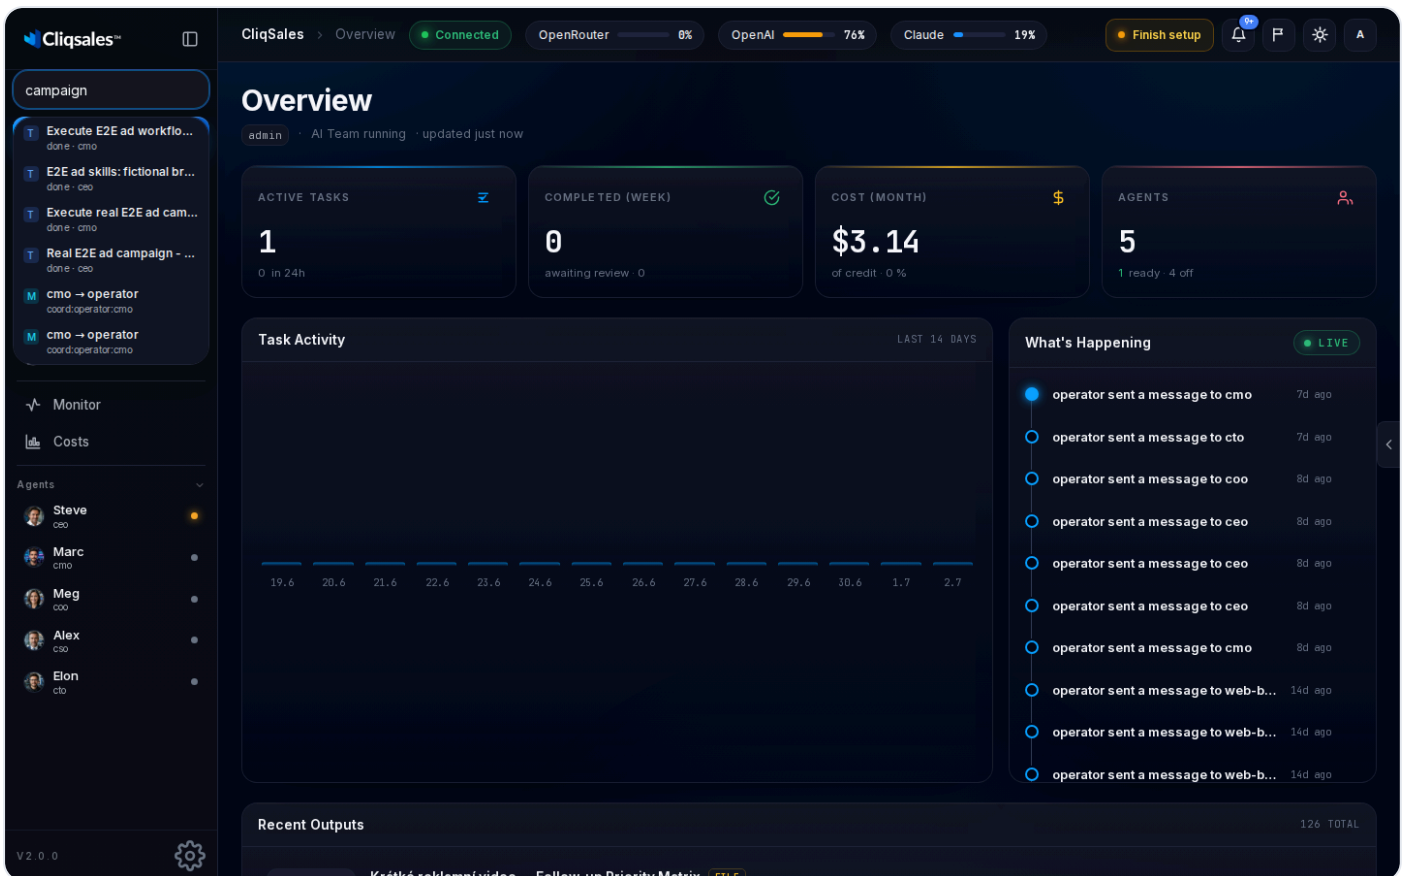 Cliqsales℠
campaign
T Execute E2E ad workflo...
done · cmo
T E2E ad skills: fictional br...
done · ceo
T Execute real E2E ad cam...
done · cmo
T Real E2E ad campaign - ...
done · ceo
M cmo → operator
coord:operator:cmo
M cmo → operator
coord:operator:cmo
Monitor
Costs
Agents
Steve
ceo
Marc
cmo
Meg
coo
Alex
cso
Elon
cto
V2.0.0
CliqSales › Overview
Connected
OpenRouter 0%
OpenAI 76%
Claude 19%
Finish setup
9+
A
Overview
admin · AI Team running · updated just now
ACTIVE TASKS
1
0 in 24h
COMPLETED (WEEK)
0
awaiting review · 0
COST (MONTH)
$3.14
of credit · 0 %
AGENTS
5
1 ready · 4 off
Task Activity LAST 14 DAYS
19.6 20.6 21.6 22.6 23.6 24.6 25.6 26.6 27.6 28.6 29.6 30.6 1.7 2.7
What's Happening LIVE
operator sent a message to cmo 7d ago
operator sent a message to cto 7d ago
operator sent a message to coo 8d ago
operator sent a message to ceo 8d ago
operator sent a message to ceo 8d ago
operator sent a message to ceo 8d ago
operator sent a message to cmo 8d ago
operator sent a message to web-b... 14d ago
operator sent a message to web-b... 14d ago
operator sent a message to web-b... 14d ago
Recent Outputs 126 TOTAL
Krátké reklamní video — Follow-up Priority Matrix FILE